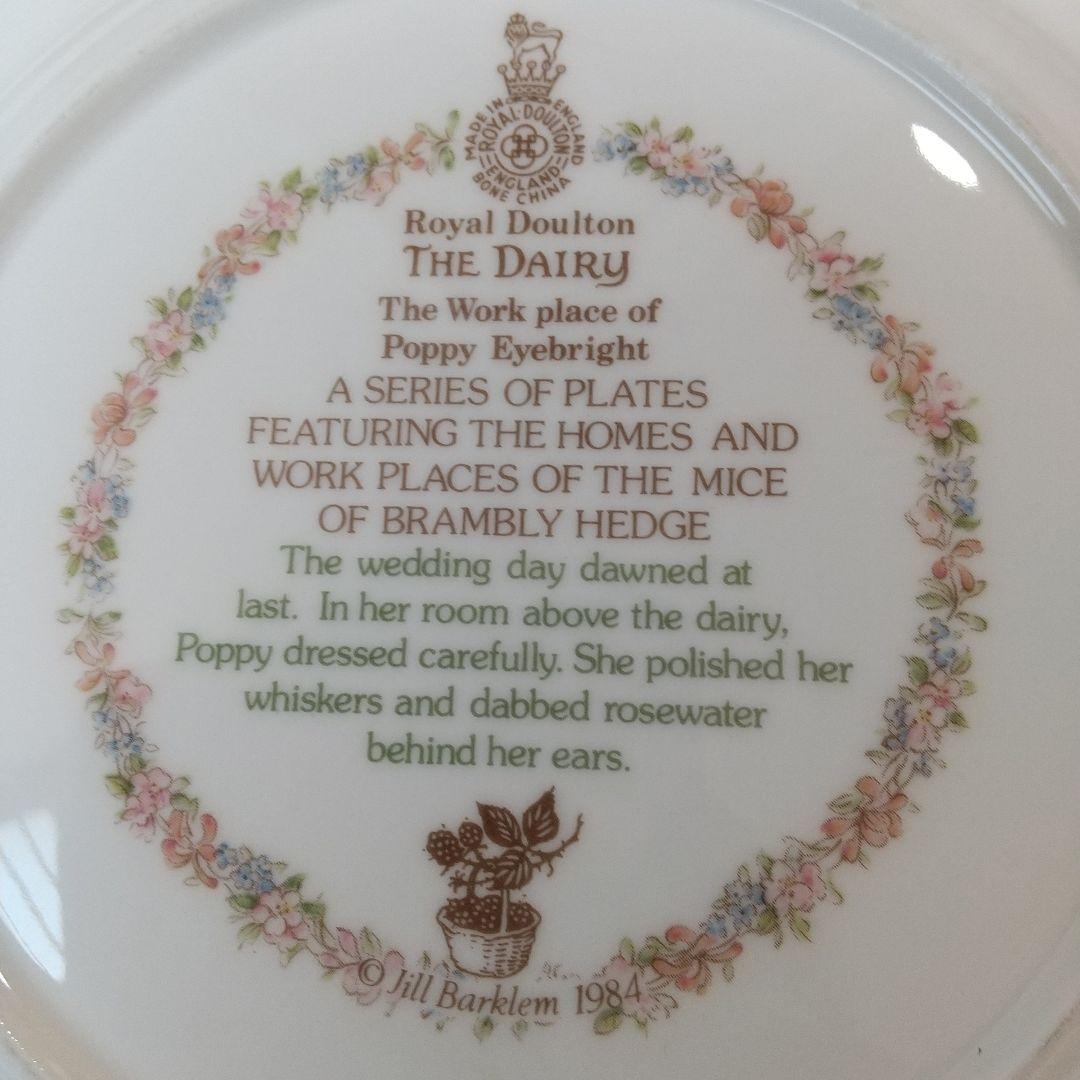 MADE IN ENGLAND
ROYAL·DOULTON
ENGLAND
BONE CHINA
Royal Doulton
THE DAIRY
The Work place of
Poppy Eyebright
A SERIES OF PLATES
FEATURING THE HOMES AND
WORK PLACES OF THE MICE
OF BRAMBLY HEDGE
The wedding day dawned at
last. In her room above the dairy,
Poppy dressed carefully. She polished her
whiskers and dabbed rosewater
behind her ears.
© Jill Barklem 1984